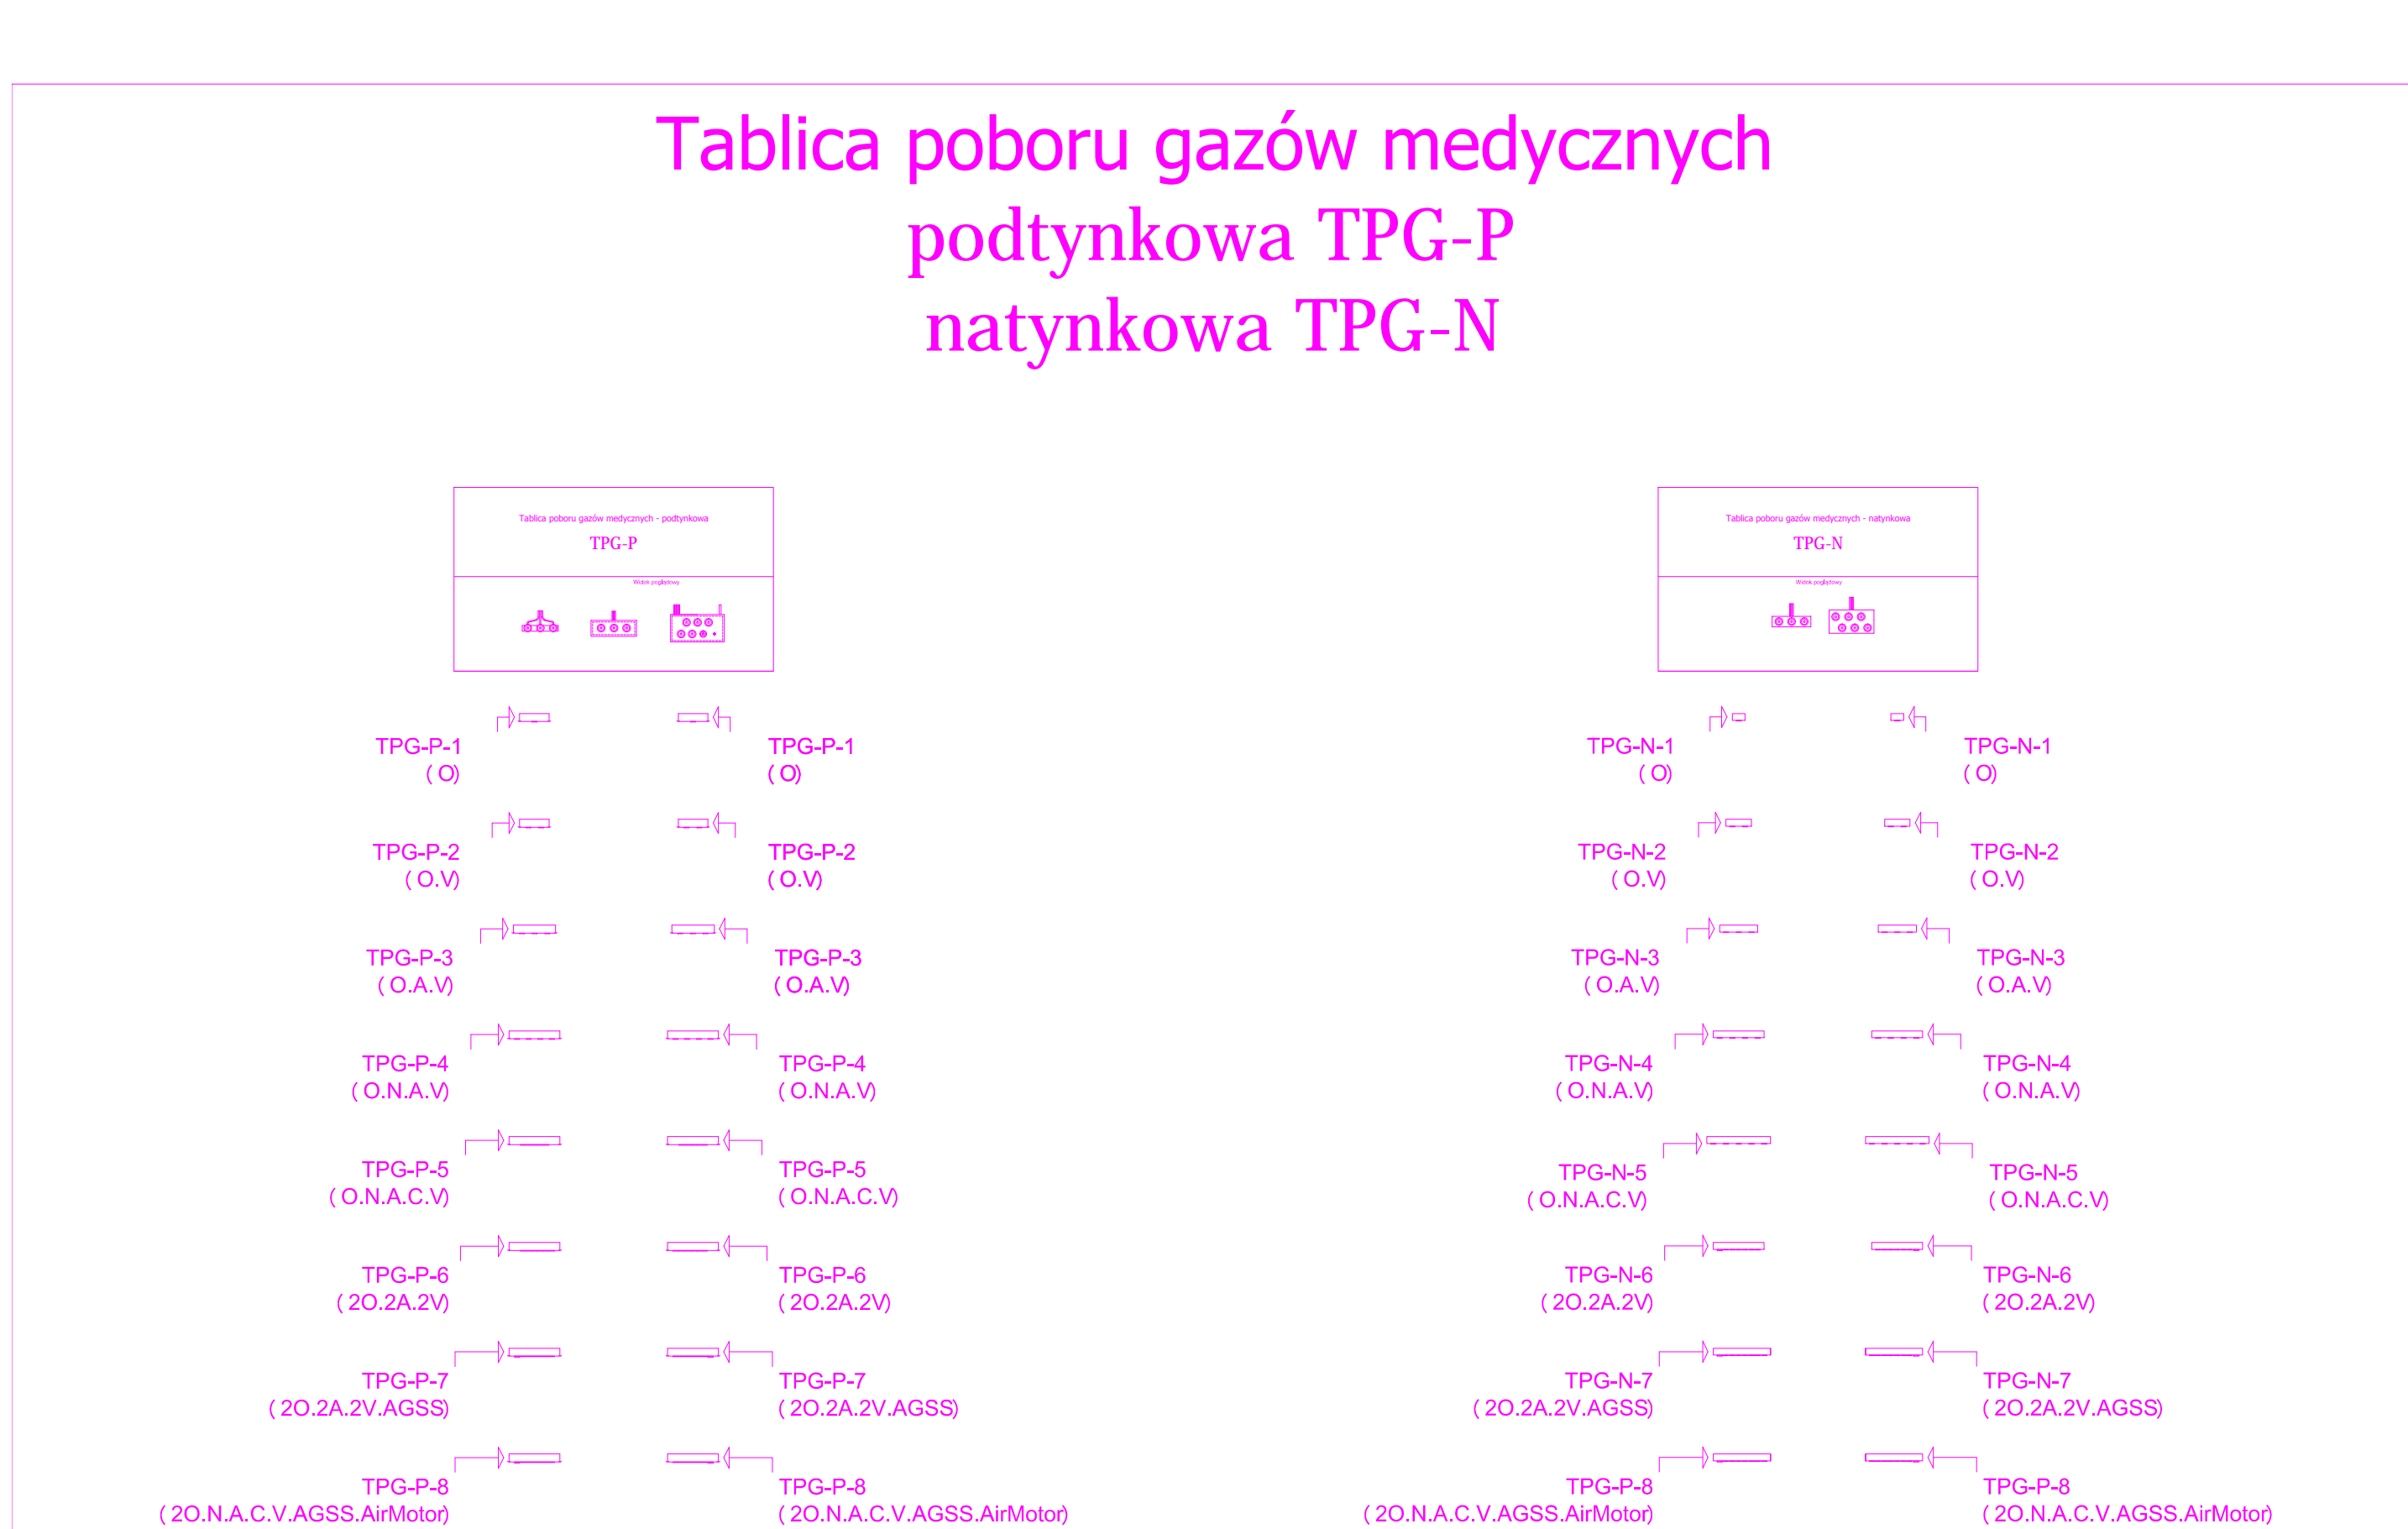 Tablica poboru gazów medycznych
podtynkowa TPG-P
natynkowa TPG-N
Tablica poboru gazów medycznych - podtynkowa
TPG-P
Widok poglądowy
TPG-P-1
( O)
TPG-P-1
( O)
TPG-P-2
( O.V)
TPG-P-2
( O.V)
TPG-P-3
( O.A.V)
TPG-P-3
( O.A.V)
TPG-P-4
( O.N.A.V)
TPG-P-4
( O.N.A.V)
TPG-P-5
( O.N.A.C.V)
TPG-P-5
( O.N.A.C.V)
TPG-P-6
( 2O.2A.2V)
TPG-P-6
( 2O.2A.2V)
TPG-P-7
( 2O.2A.2V.AGSS)
TPG-P-7
( 2O.2A.2V.AGSS)
TPG-P-8
( 2O.N.A.C.V.AGSS.AirMotor)
TPG-P-8
( 2O.N.A.C.V.AGSS.AirMotor)
Tablica poboru gazów medycznych - natynkowa
TPG-N
Widok poglądowy
TPG-N-1
( O)
TPG-N-1
( O)
TPG-N-2
( O.V)
TPG-N-2
( O.V)
TPG-N-3
( O.A.V)
TPG-N-3
( O.A.V)
TPG-N-4
( O.N.A.V)
TPG-N-4
( O.N.A.V)
TPG-N-5
( O.N.A.C.V)
TPG-N-5
( O.N.A.C.V)
TPG-N-6
( 2O.2A.2V)
TPG-N-6
( 2O.2A.2V)
TPG-N-7
( 2O.2A.2V.AGSS)
TPG-N-7
( 2O.2A.2V.AGSS)
TPG-P-8
( 2O.N.A.C.V.AGSS.AirMotor)
TPG-P-8
( 2O.N.A.C.V.AGSS.AirMotor)